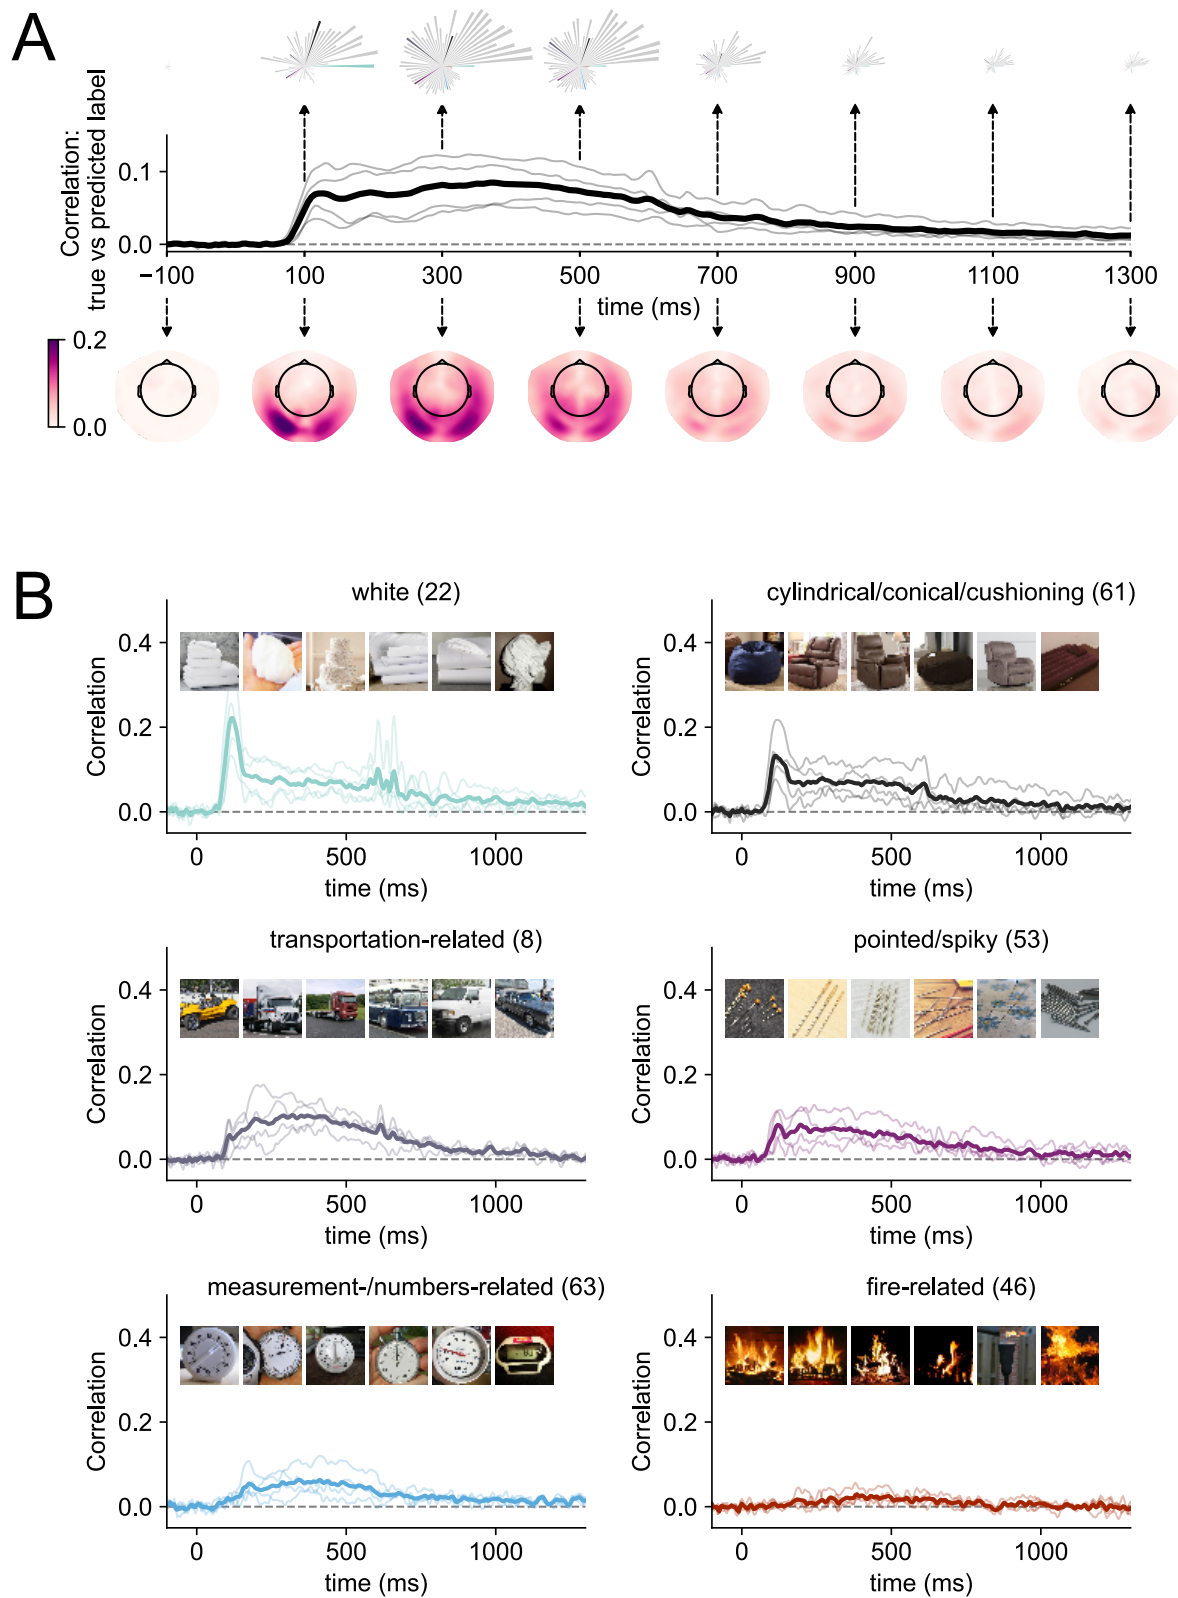 A
Correlation:
true vs predicted label
0.1
0.0
−100 100 300 500 700 900 1100 1300
time (ms)
0.2
0.0
B
white (22)
Correlation
0.4
0.2
0.0
0 500 1000
time (ms)
cylindrical/conical/cushioning (61)
Correlation
0.4
0.2
0.0
0 500 1000
time (ms)
transportation-related (8)
Correlation
0.4
0.2
0.0
0 500 1000
time (ms)
pointed/spiky (53)
Correlation
0.4
0.2
0.0
0 500 1000
time (ms)
measurement-/numbers-related (63)
Correlation
0.4
0.2
0.0
0 500 1000
time (ms)
fire-related (46)
Correlation
0.4
0.2
0.0
0 500 1000
time (ms)